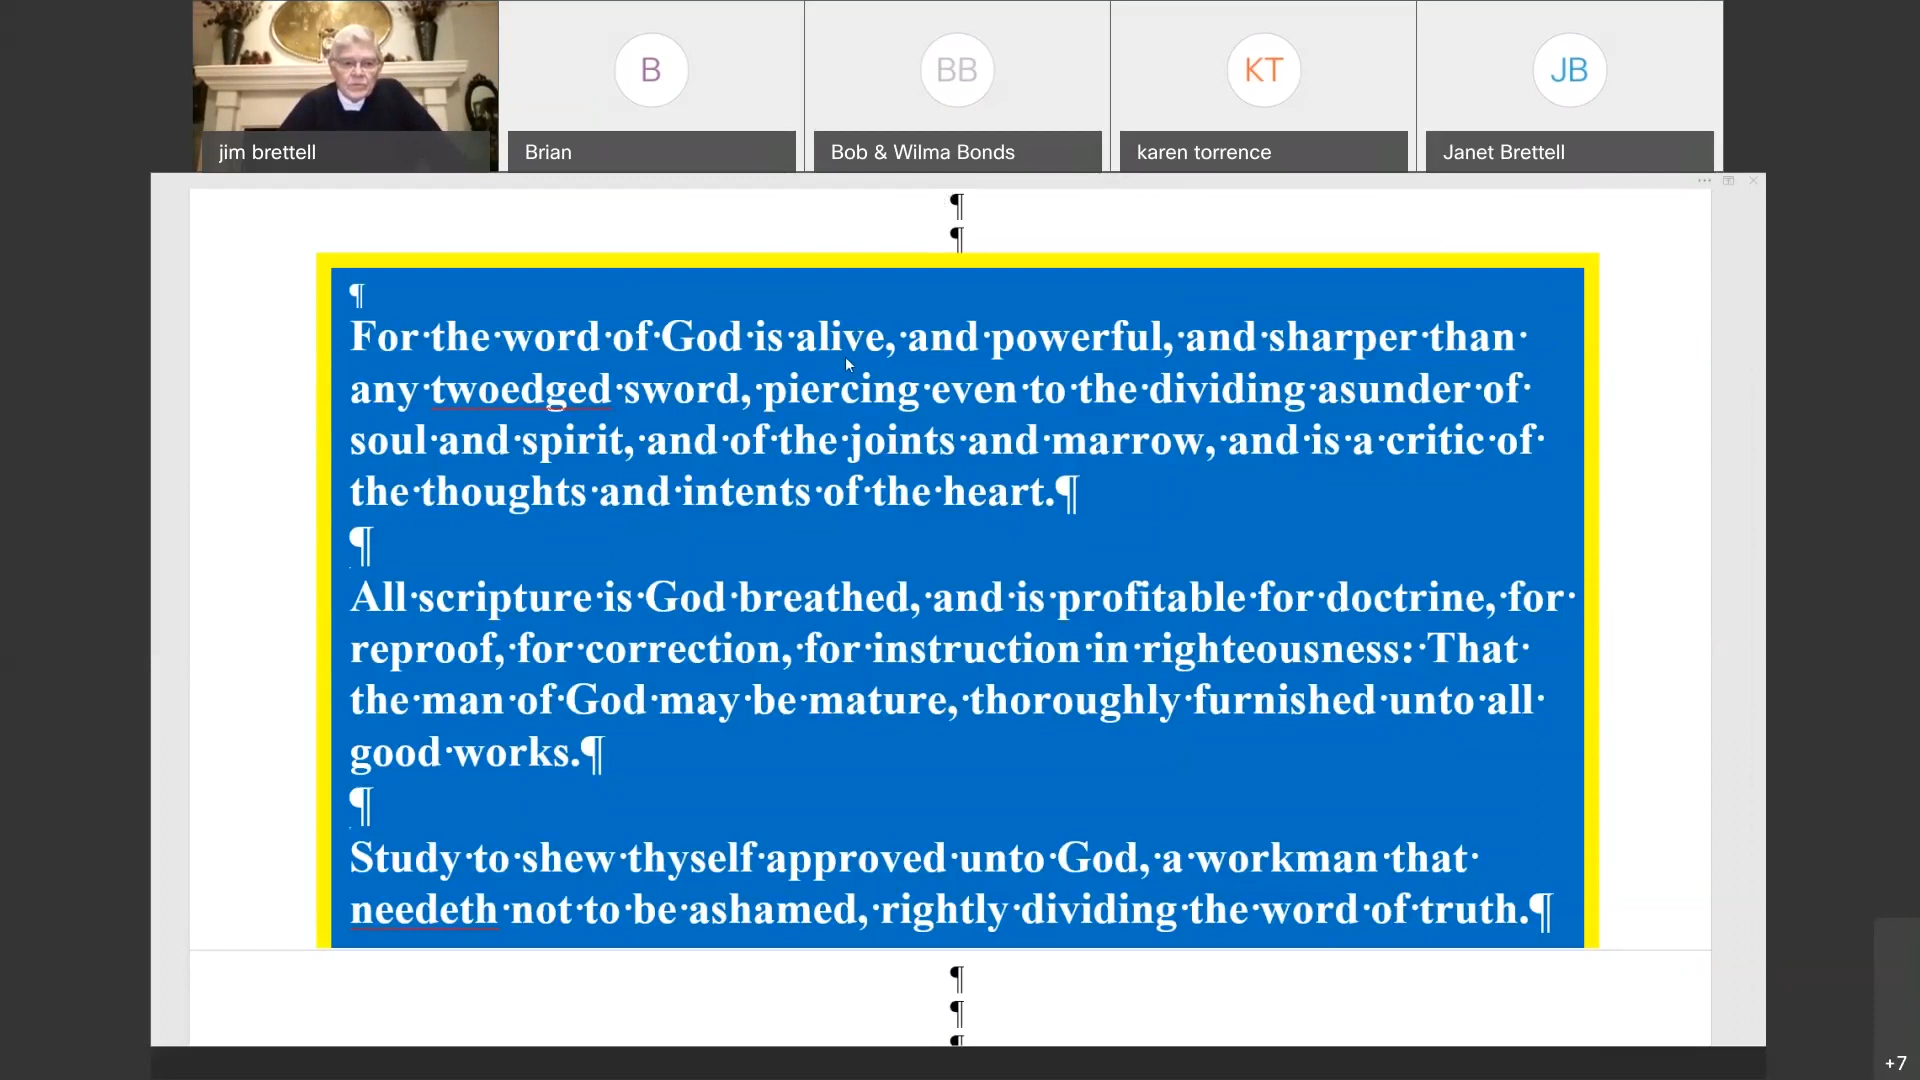 B
BB
KT
JB
jim brettell
Brian
Bob & Wilma Bonds
karen torrence
Janet Brettell
¶
¶
¶
For·the·word·of·God·is·alive,·and·powerful,·and·sharper·than·
any·twoedged·sword,·piercing·even·to·the·dividing·asunder·of·
soul·and·spirit,·and·of·the·joints·and·marrow,·and·is·a·critic·of·
the·thoughts·and·intents·of·the·heart.¶
¶
All·scripture·is·God·breathed,·and·is·profitable·for·doctrine,·for·
reproof,·for·correction,·for·instruction·in·righteousness:·That·
the·man·of·God·may·be·mature,·thoroughly·furnished·unto·all·
good·works.¶
¶
Study·to·shew·thyself·approved·unto·God,·a·workman·that·
needeth·not·to·be·ashamed,·rightly·dividing·the·word·of·truth.¶
¶
¶
¶
+7